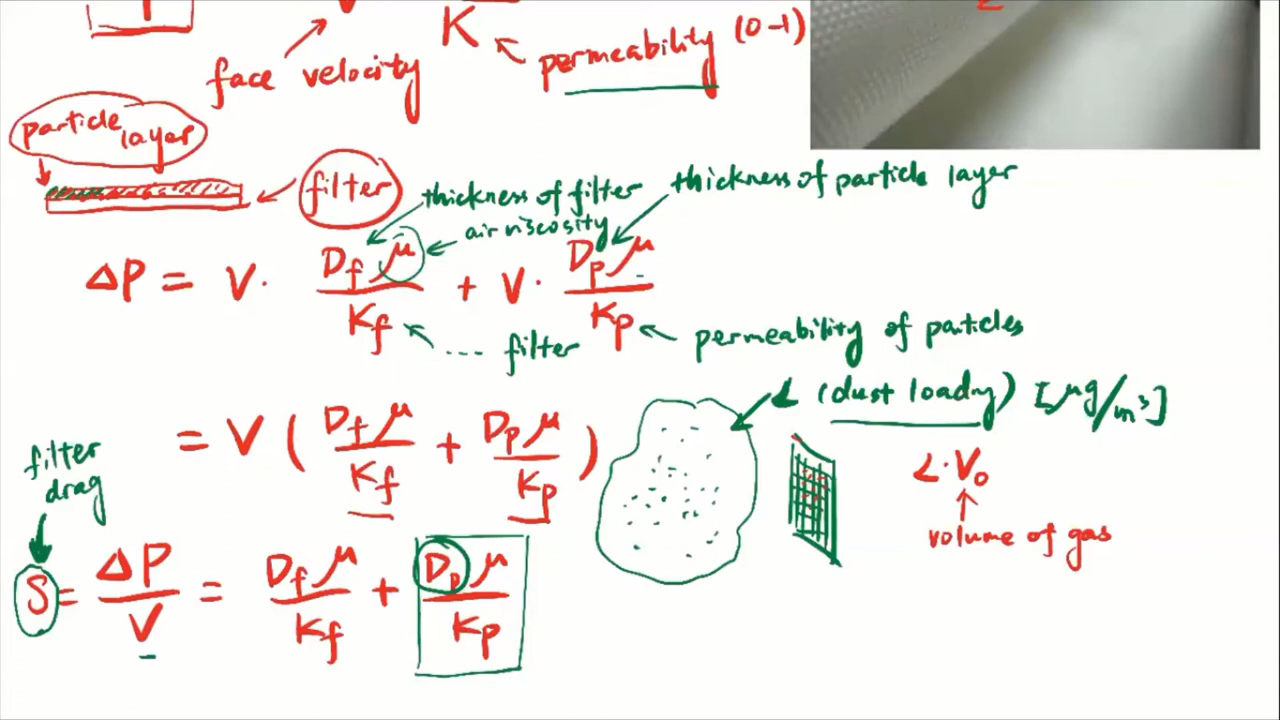 K
face velocity
permeability (0-1)
particle layer
filter
thickness of filter
thickness of particle layer
air viscosity
ΔP = V · Df μ / Kf + V · Dp μ / Kp
.... filter
permeability of particles
= V ( Df μ / Kf + Dp μ / Kp )
L (dust loadny) [μg/m³]
filter drag
L · V₀
volume of gas
S = ΔP / V = Df μ / Kf + Dp μ / Kp